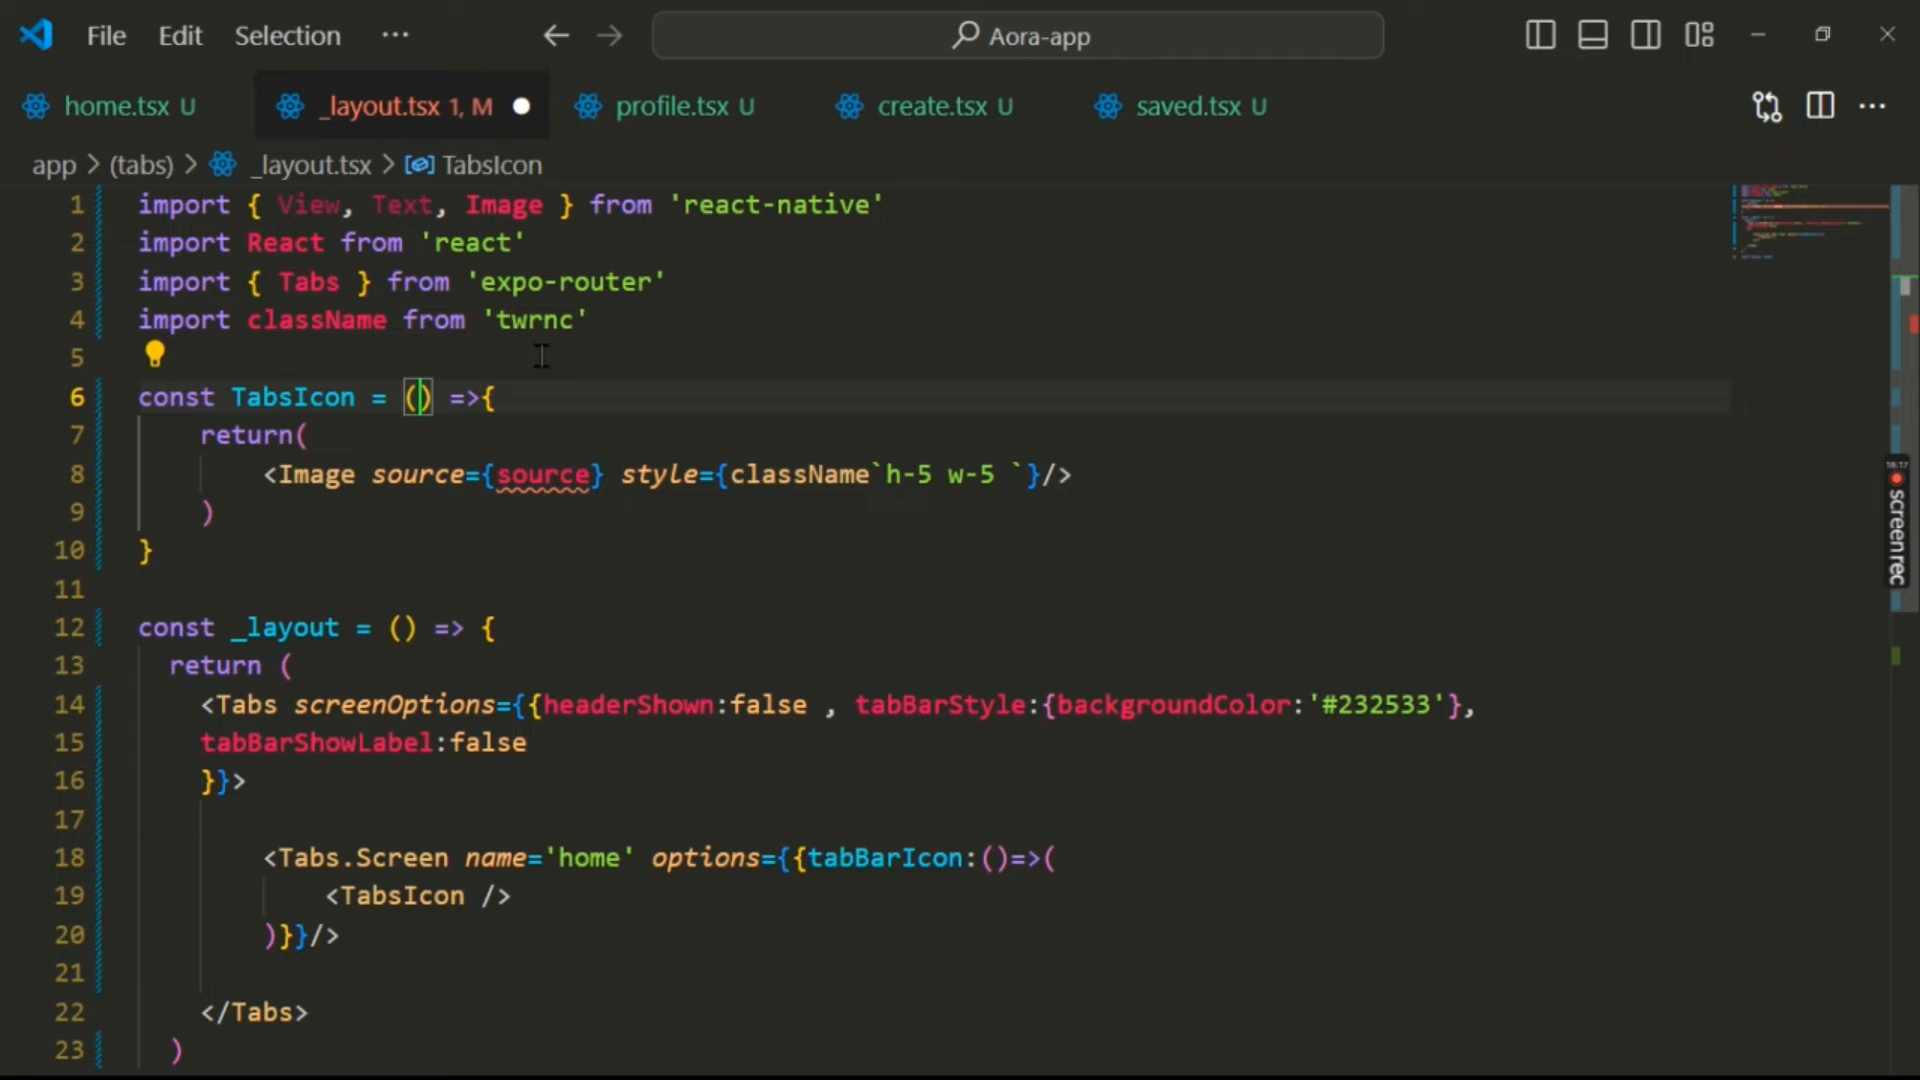 File Edit Selection ··· Aora-app
home.tsx U _layout.tsx 1, M profile.tsx U create.tsx U saved.tsx U ···
app > (tabs) > _layout.tsx > TabsIcon
1 import { View, Text, Image } from 'react-native'
2 import React from 'react'
3 import { Tabs } from 'expo-router'
4 import className from 'twrnc'
5
6 const TabsIcon = () =>{
7 return(
8 <Image source={source} style={className`h-5 w-5 `}/>
9 )
10 }
11
12 const _layout = () => {
13 return (
14 <Tabs screenOptions={{headerShown:false , tabBarStyle:{backgroundColor:'#232533'},
15 tabBarShowLabel:false
16 }}>
17
18 <Tabs.Screen name='home' options={{tabBarIcon:()=>(
19 <TabsIcon />
20 )}}/>
21
22 </Tabs>
23 )
screen rec